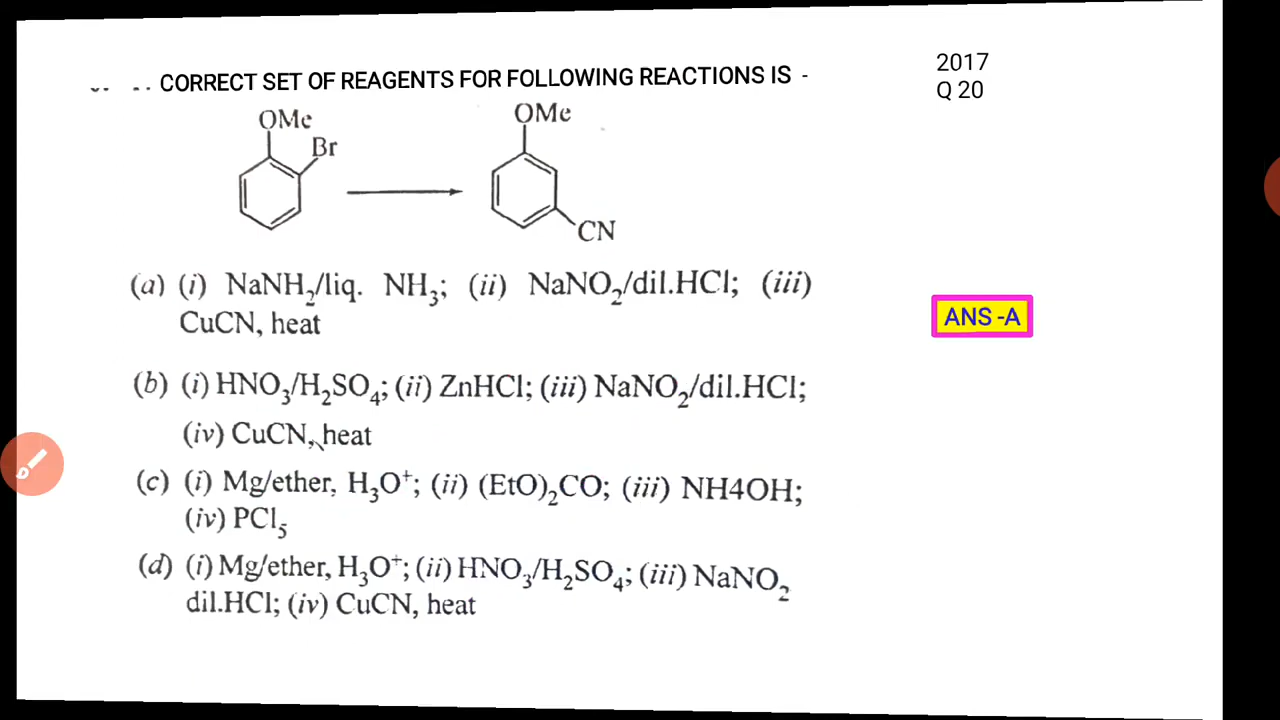 CORRECT SET OF REAGENTS FOR FOLLOWING REACTIONS IS -
2017
Q 20
OMe
Br
OMe
CN
(a) (i) NaNH₂/liq. NH₃; (ii) NaNO₂/dil.HCl; (iii)
CuCN, heat
ANS -A
(b) (i) HNO₃/H₂SO₄; (ii) ZnHCl; (iii) NaNO₂/dil.HCl;
(iv) CuCN, heat
(c) (i) Mg/ether, H₃O⁺; (ii) (EtO)₂CO; (iii) NH4OH;
(iv) PCl₅
(d) (i) Mg/ether, H₃O⁺; (ii) HNO₃/H₂SO₄; (iii) NaNO₂
dil.HCl; (iv) CuCN, heat